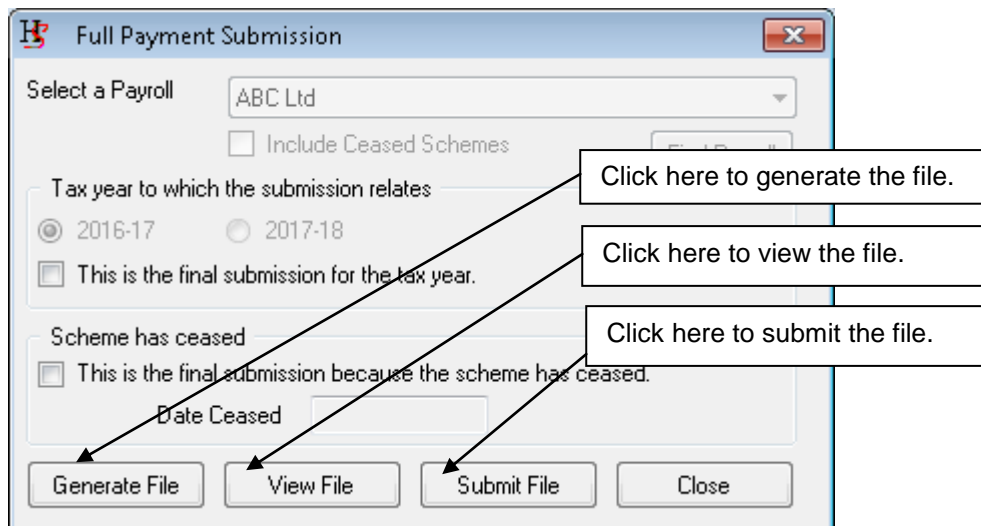 HS Full Payment Submission
Select a Payroll ABC Ltd
Include Ceased Schemes
Click here to generate the file.
Tax year to which the submission relates
2016-17 2017-18
Click here to view the file.
This is the final submission for the tax year.
Click here to submit the file.
Scheme has ceased
This is the final submission because the scheme has ceased.
Date Ceased
Generate File View File Submit File Close